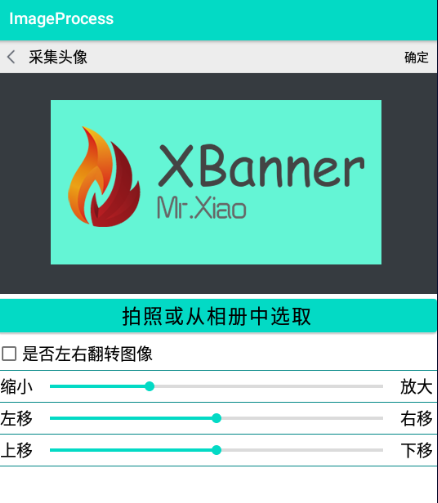 ImageProcess
采集头像 确定
XBanner
Mr.Xiao
拍照或从相册中选取
是否左右翻转图像
缩小 放大
左移 右移
上移 下移